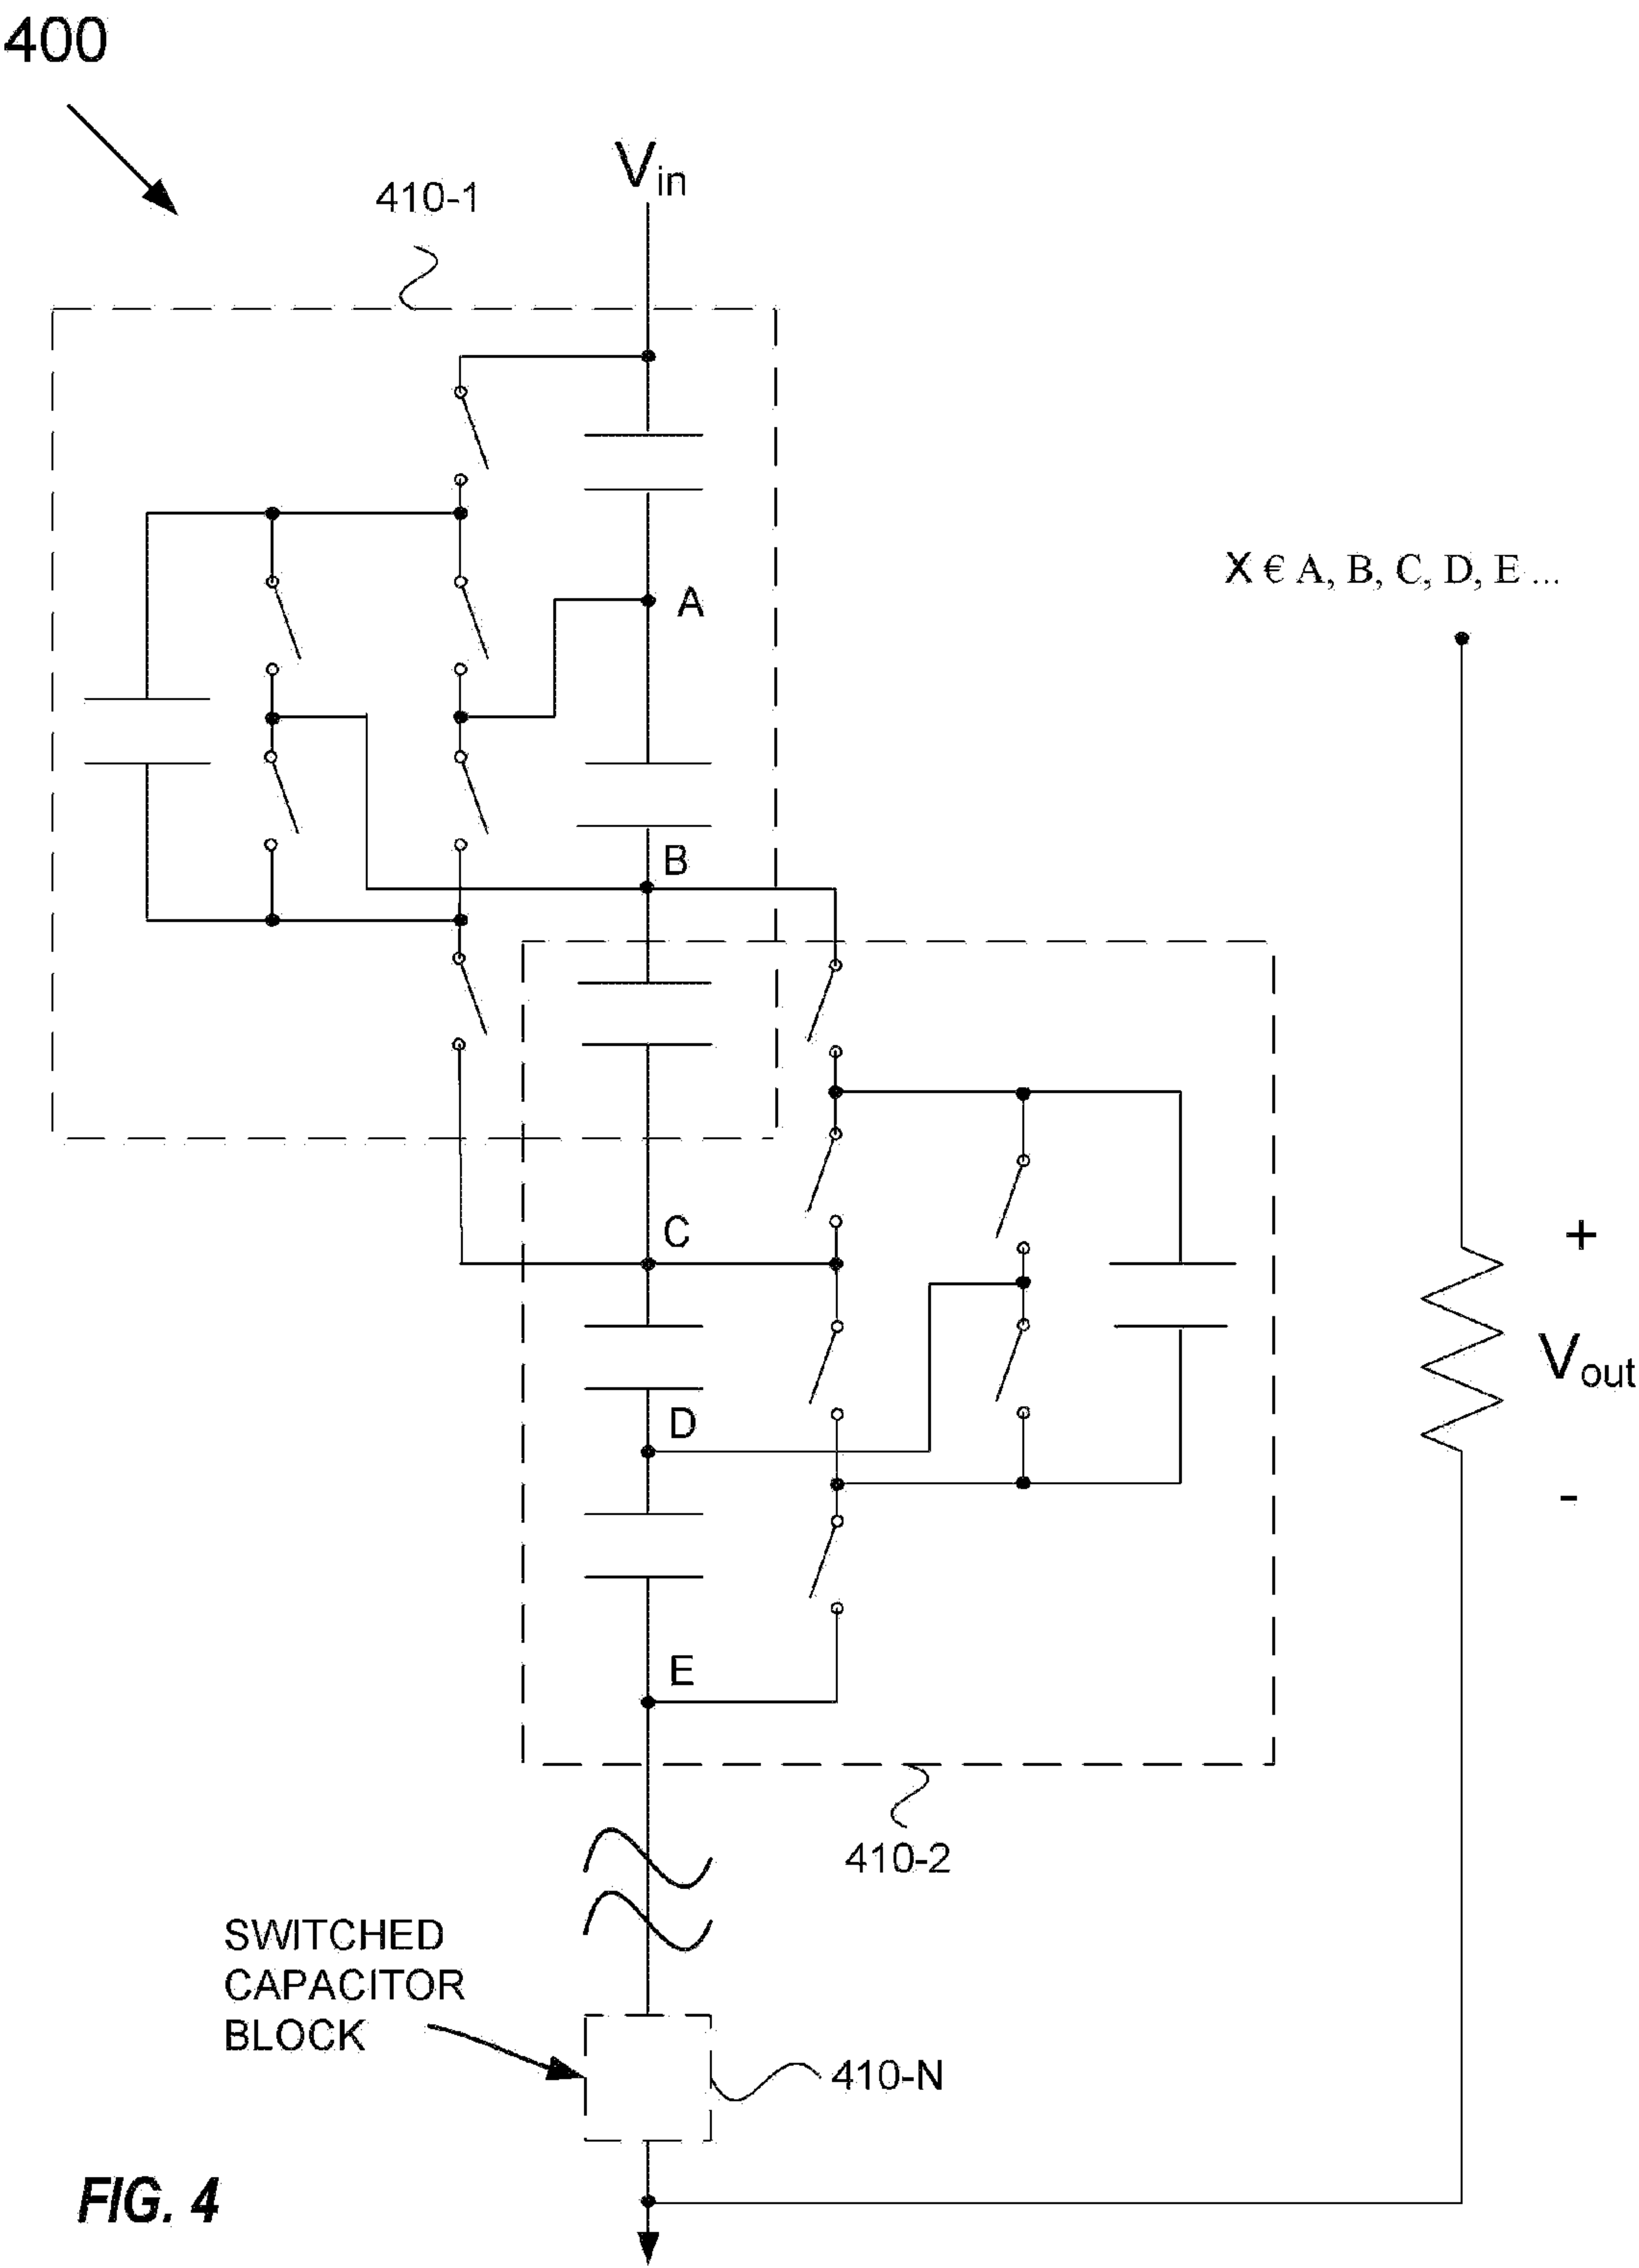 400
Vin
410-1
A
X € A, B, C, D, E ...
B
C
+
Vout
D
-
E
410-2
SWITCHED
CAPACITOR
BLOCK
410-N
FIG. 4